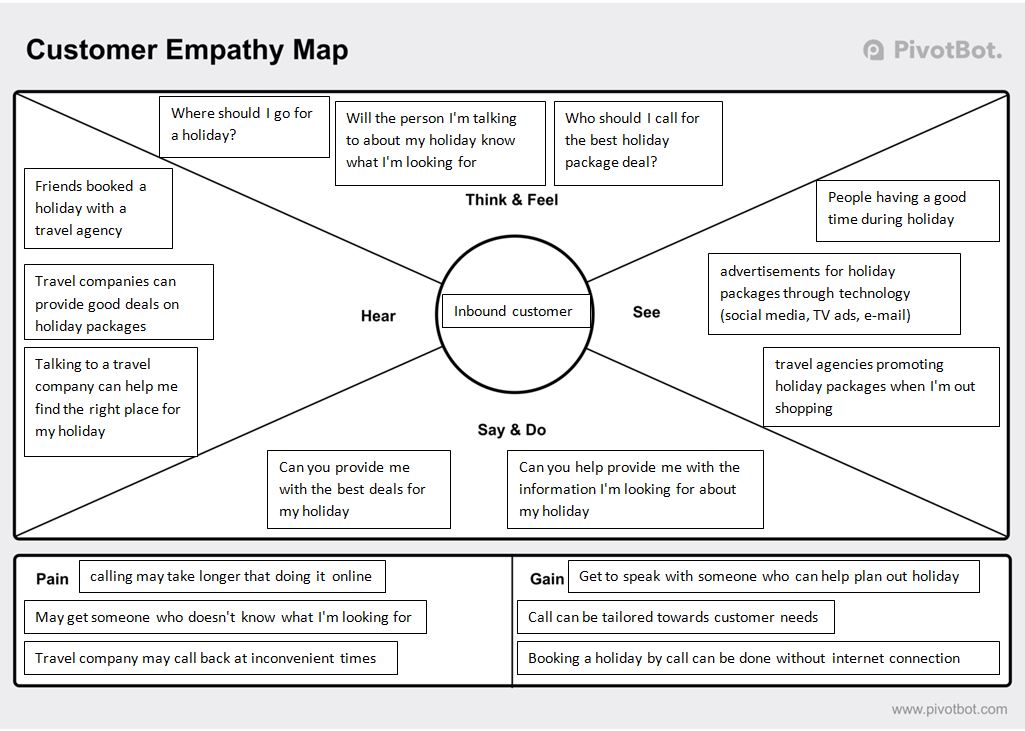 Customer Empathy Map
PivotBot.
Where should I go for
a holiday?
Will the person I'm talking
to about my holiday know
what I'm looking for
Who should I call for
the best holiday
package deal?
Think & Feel
Friends booked a
holiday with a
travel agency
Travel companies can
provide good deals on
holiday packages
Talking to a travel
company can help me
find the right place for
my holiday
Hear
Inbound customer
See
People having a good
time during holiday
advertisements for holiday
packages through technology
(social media, TV ads, e-mail)
travel agencies promoting
holiday packages when I'm out
shopping
Say & Do
Can you provide me
with the best deals for
my holiday
Can you help provide me with the
information I'm looking for about
my holiday
Pain
calling may take longer that doing it online
May get someone who doesn't know what I'm looking for
Travel company may call back at inconvenient times
Gain
Get to speak with someone who can help plan out holiday
Call can be tailored towards customer needs
Booking a holiday by call can be done without internet connection
www.pivotbot.com